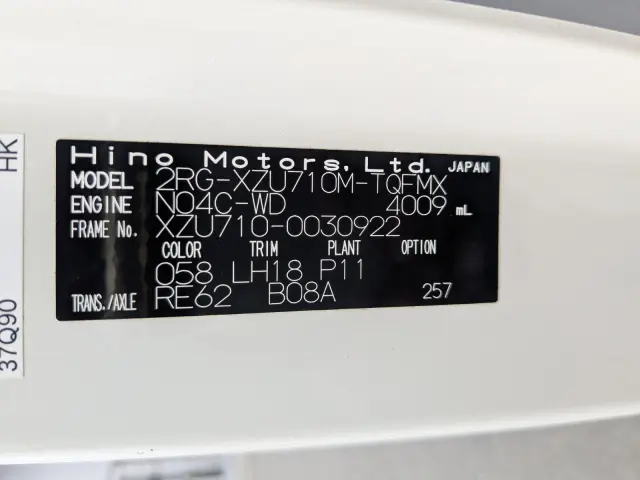 Hino Motors, Ltd. JAPAN
MODEL 2RG-XZU710M-TQFMX
ENGINE N04C-WD 4009 mL
FRAME No. XZU710-0030922
COLOR TRIM PLANT OPTION
058 LH18 P11
TRANS./AXLE RE62 B08A 257
HK
37Q90